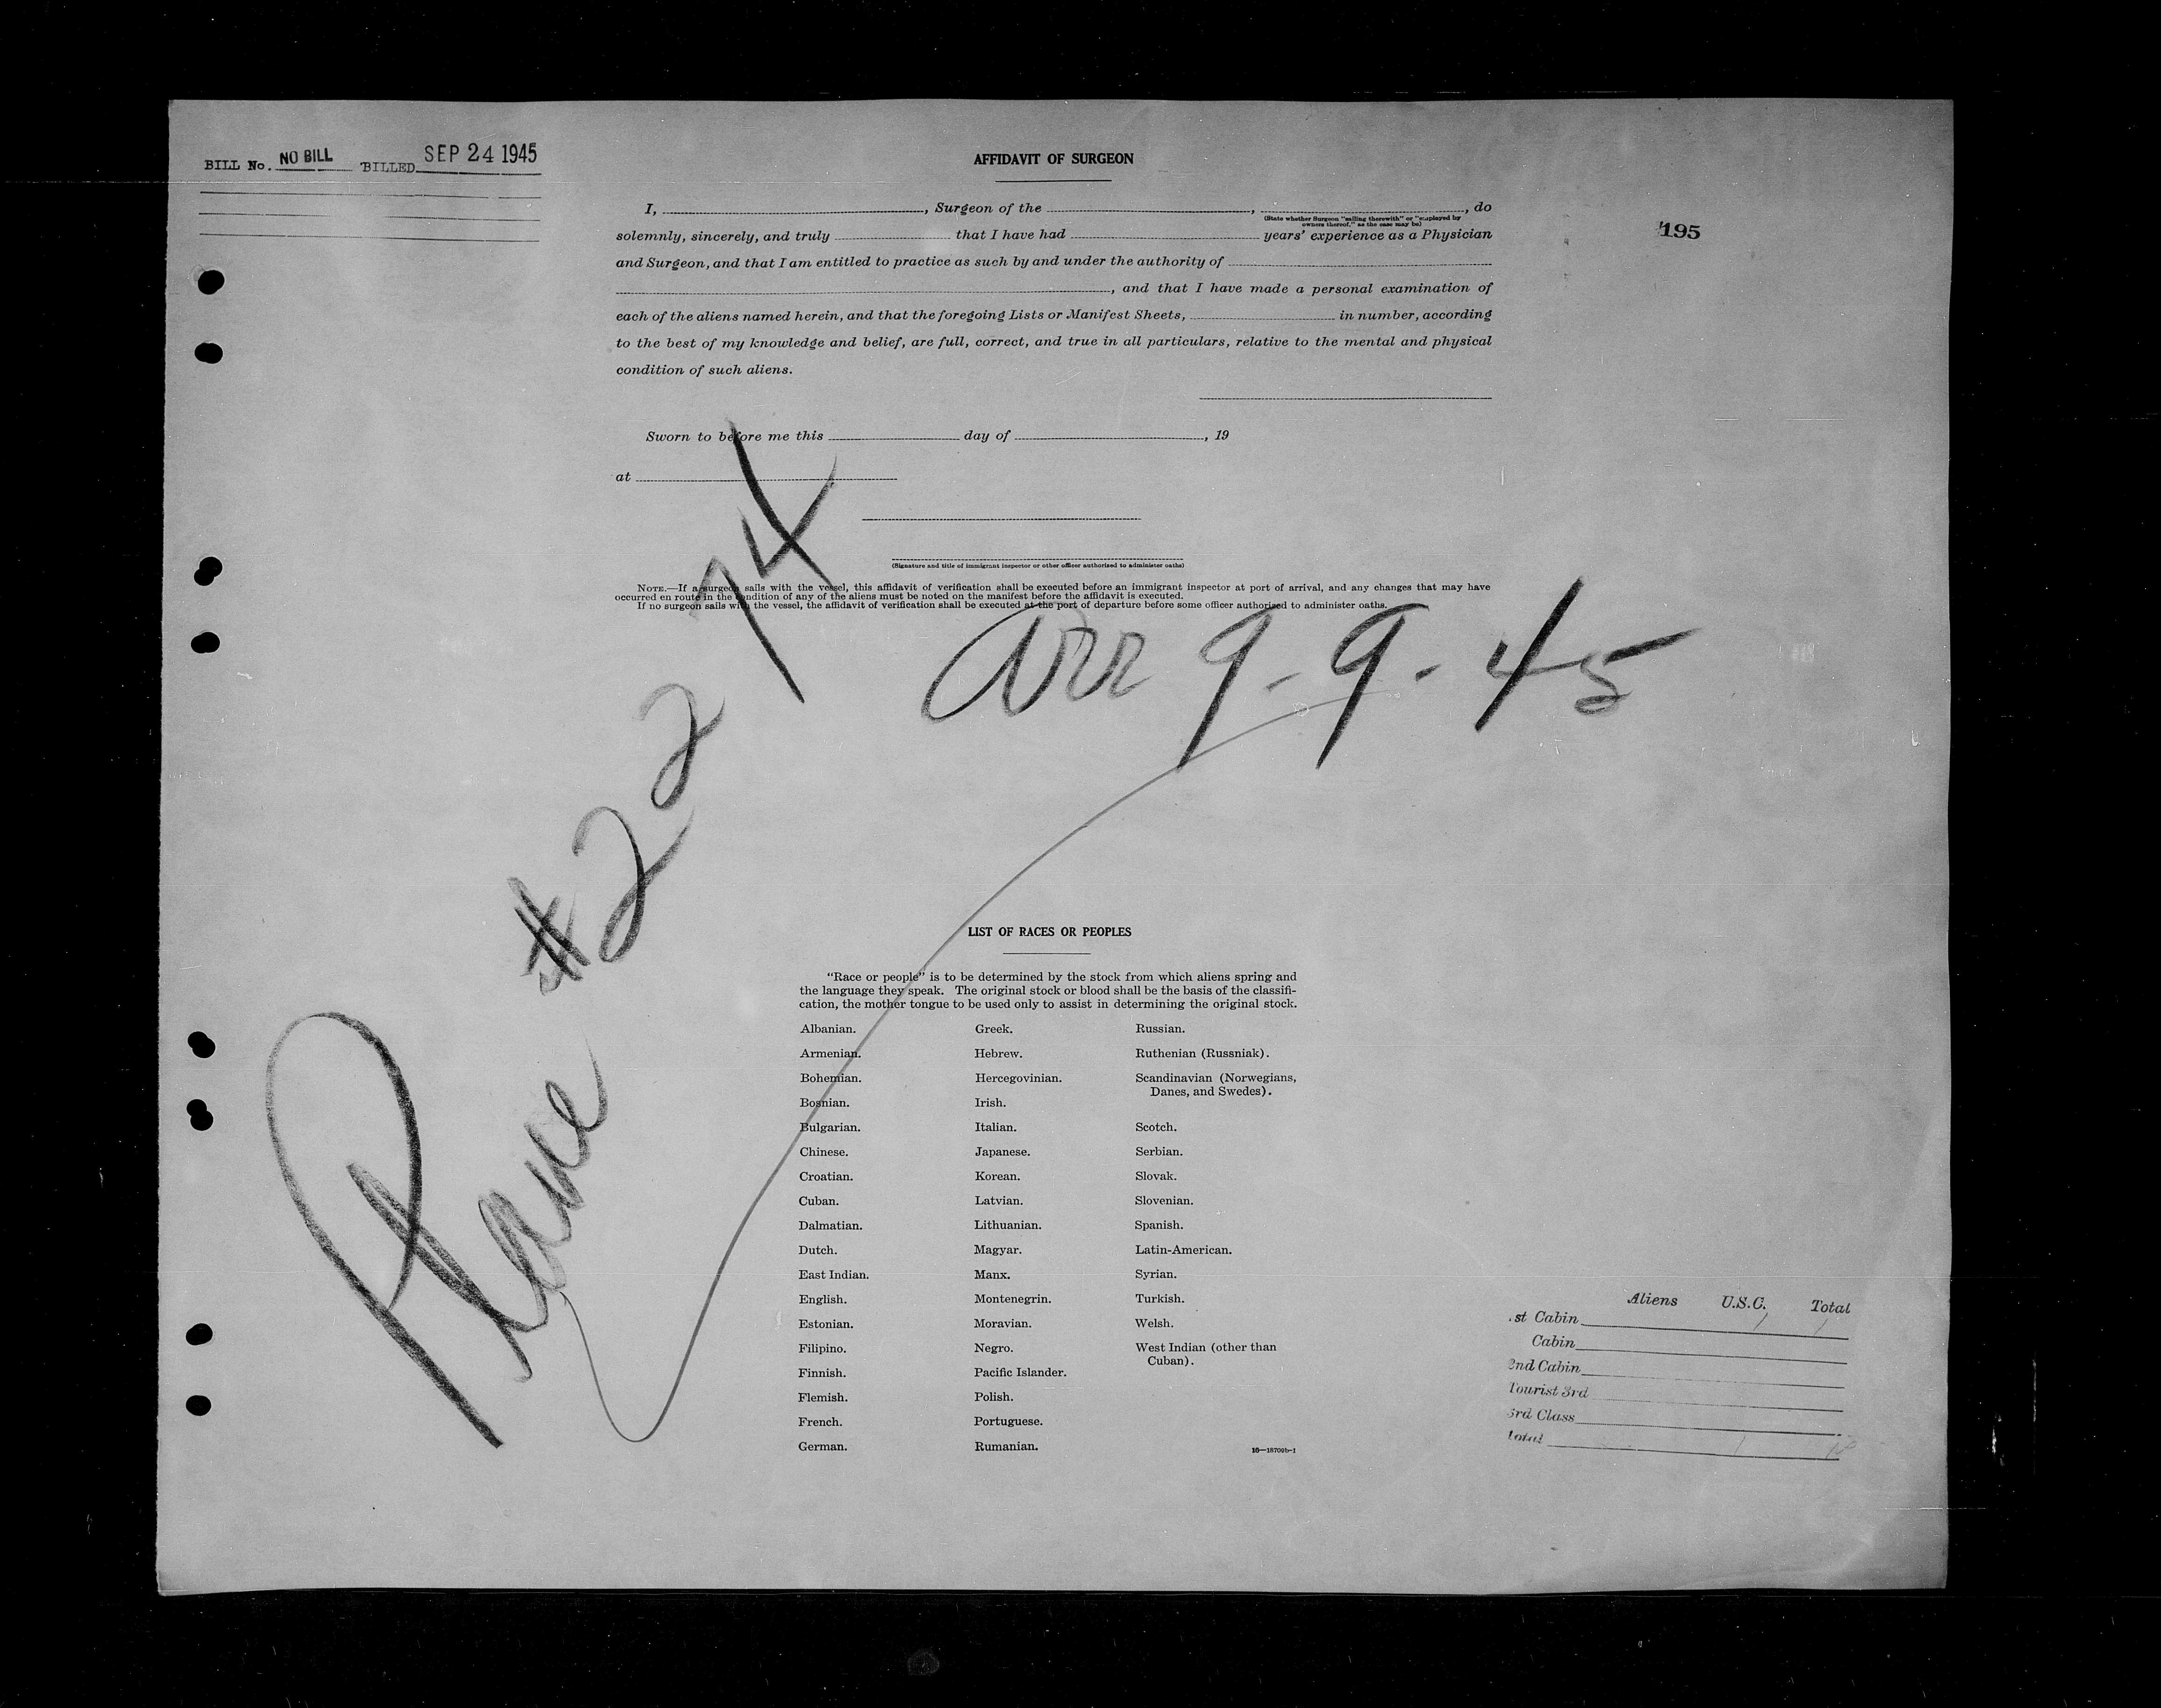 BILL No. NO BILL BILLED SEP 24 1945
AFFIDAVIT OF SURGEON
195
I, , Surgeon of the , , do
(State whether Surgeon "sailing therewith" or "employed by
owners thereof," as the case may be)
solemnly, sincerely, and truly that I have had years' experience as a Physician
and Surgeon, and that I am entitled to practice as such by and under the authority of
, and that I have made a personal examination of
each of the aliens named herein, and that the foregoing Lists or Manifest Sheets, in number, according
to the best of my knowledge and belief, are full, correct, and true in all particulars, relative to the mental and physical
condition of such aliens.
Sworn to before me this day of , 19
at
(Signature and title of immigrant inspector or other officer authorized to administer oaths)
NOTE.—If a surgeon sails with the vessel, this affidavit of verification shall be executed before an immigrant inspector at port of arrival, and any changes that may have
occurred en route in the condition of any of the aliens must be noted on the manifest before the affidavit is executed.
If no surgeon sails with the vessel, the affidavit of verification shall be executed at the port of departure before some officer authorized to administer oaths.
Arr 9-9-45
Plane #2274
LIST OF RACES OR PEOPLES
"Race or people" is to be determined by the stock from which aliens spring and
the language they speak. The original stock or blood shall be the basis of the classifi-
cation, the mother tongue to be used only to assist in determining the original stock.
Albanian.
Armenian.
Bohemian.
Bosnian.
Bulgarian.
Chinese.
Croatian.
Cuban.
Dalmatian.
Dutch.
East Indian.
English.
Estonian.
Filipino.
Finnish.
Flemish.
French.
German.
Greek.
Hebrew.
Hercegovinian.
Irish.
Italian.
Japanese.
Korean.
Latvian.
Lithuanian.
Magyar.
Manx.
Montenegrin.
Moravian.
Negro.
Pacific Islander.
Polish.
Portuguese.
Rumanian.
Russian.
Ruthenian (Russniak).
Scandinavian (Norwegians,
Danes, and Swedes).
Scotch.
Serbian.
Slovak.
Slovenian.
Spanish.
Latin-American.
Syrian.
Turkish.
Welsh.
West Indian (other than
Cuban).
16—18700b-1
Aliens U.S.C. Total
st Cabin 1 1
Cabin
2nd Cabin
Tourist 3rd
3rd Class
Total 1